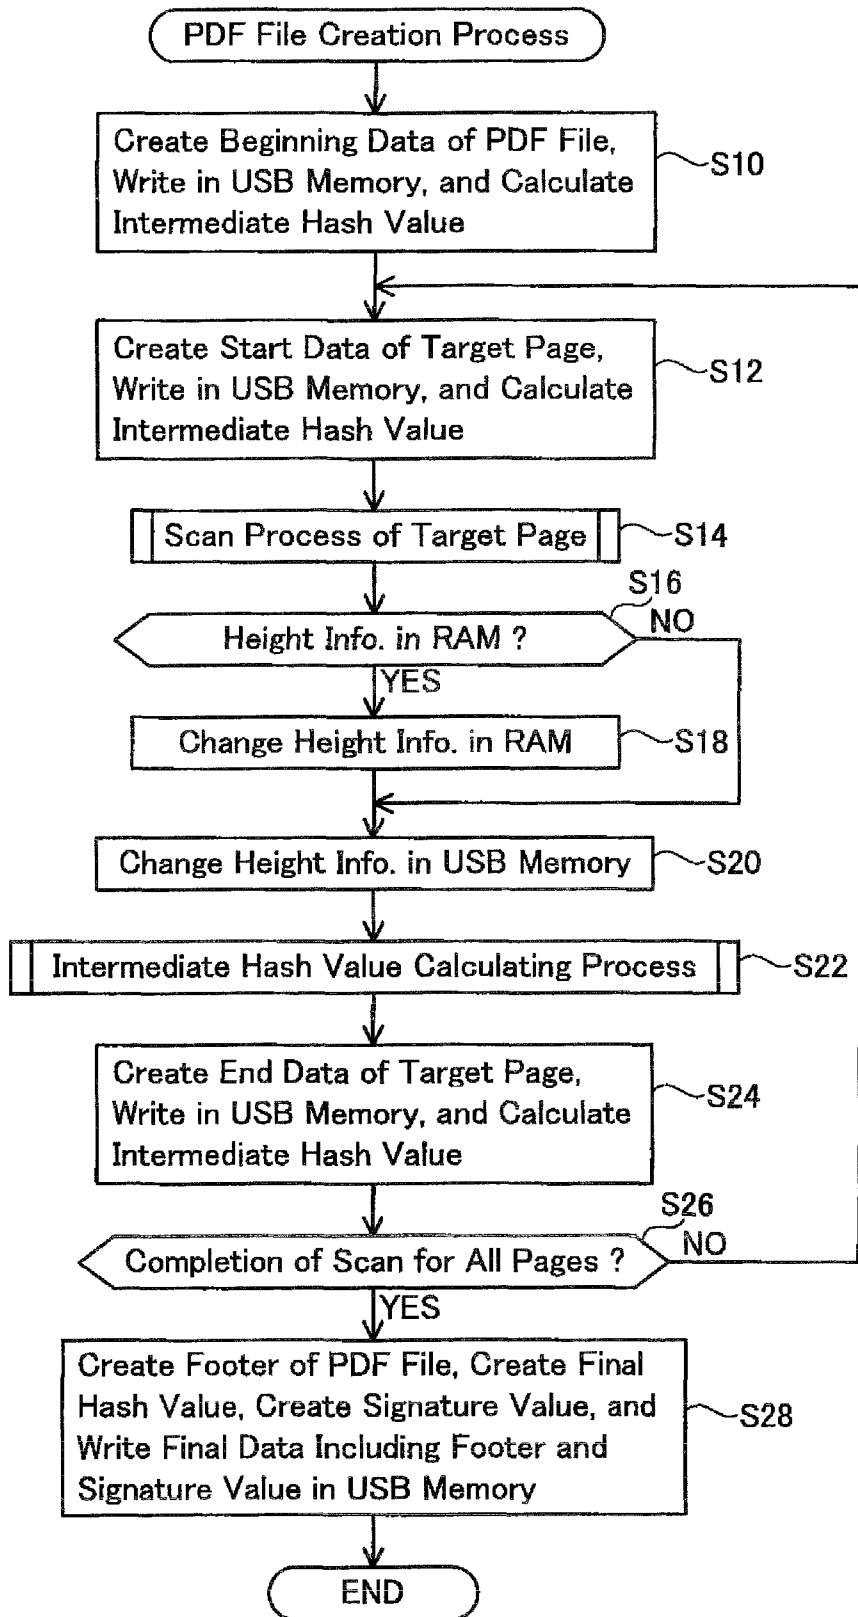 PDF File Creation Process
Create Beginning Data of PDF File,
Write in USB Memory, and Calculate
Intermediate Hash Value
S10
Create Start Data of Target Page,
Write in USB Memory, and Calculate
Intermediate Hash Value
S12
Scan Process of Target Page
S14
S16
Height Info. in RAM ?
NO
YES
Change Height Info. in RAM
S18
Change Height Info. in USB Memory
S20
Intermediate Hash Value Calculating Process
S22
Create End Data of Target Page,
Write in USB Memory, and Calculate
Intermediate Hash Value
S24
S26
Completion of Scan for All Pages ?
NO
YES
Create Footer of PDF File, Create Final
Hash Value, Create Signature Value, and
Write Final Data Including Footer and
Signature Value in USB Memory
S28
END